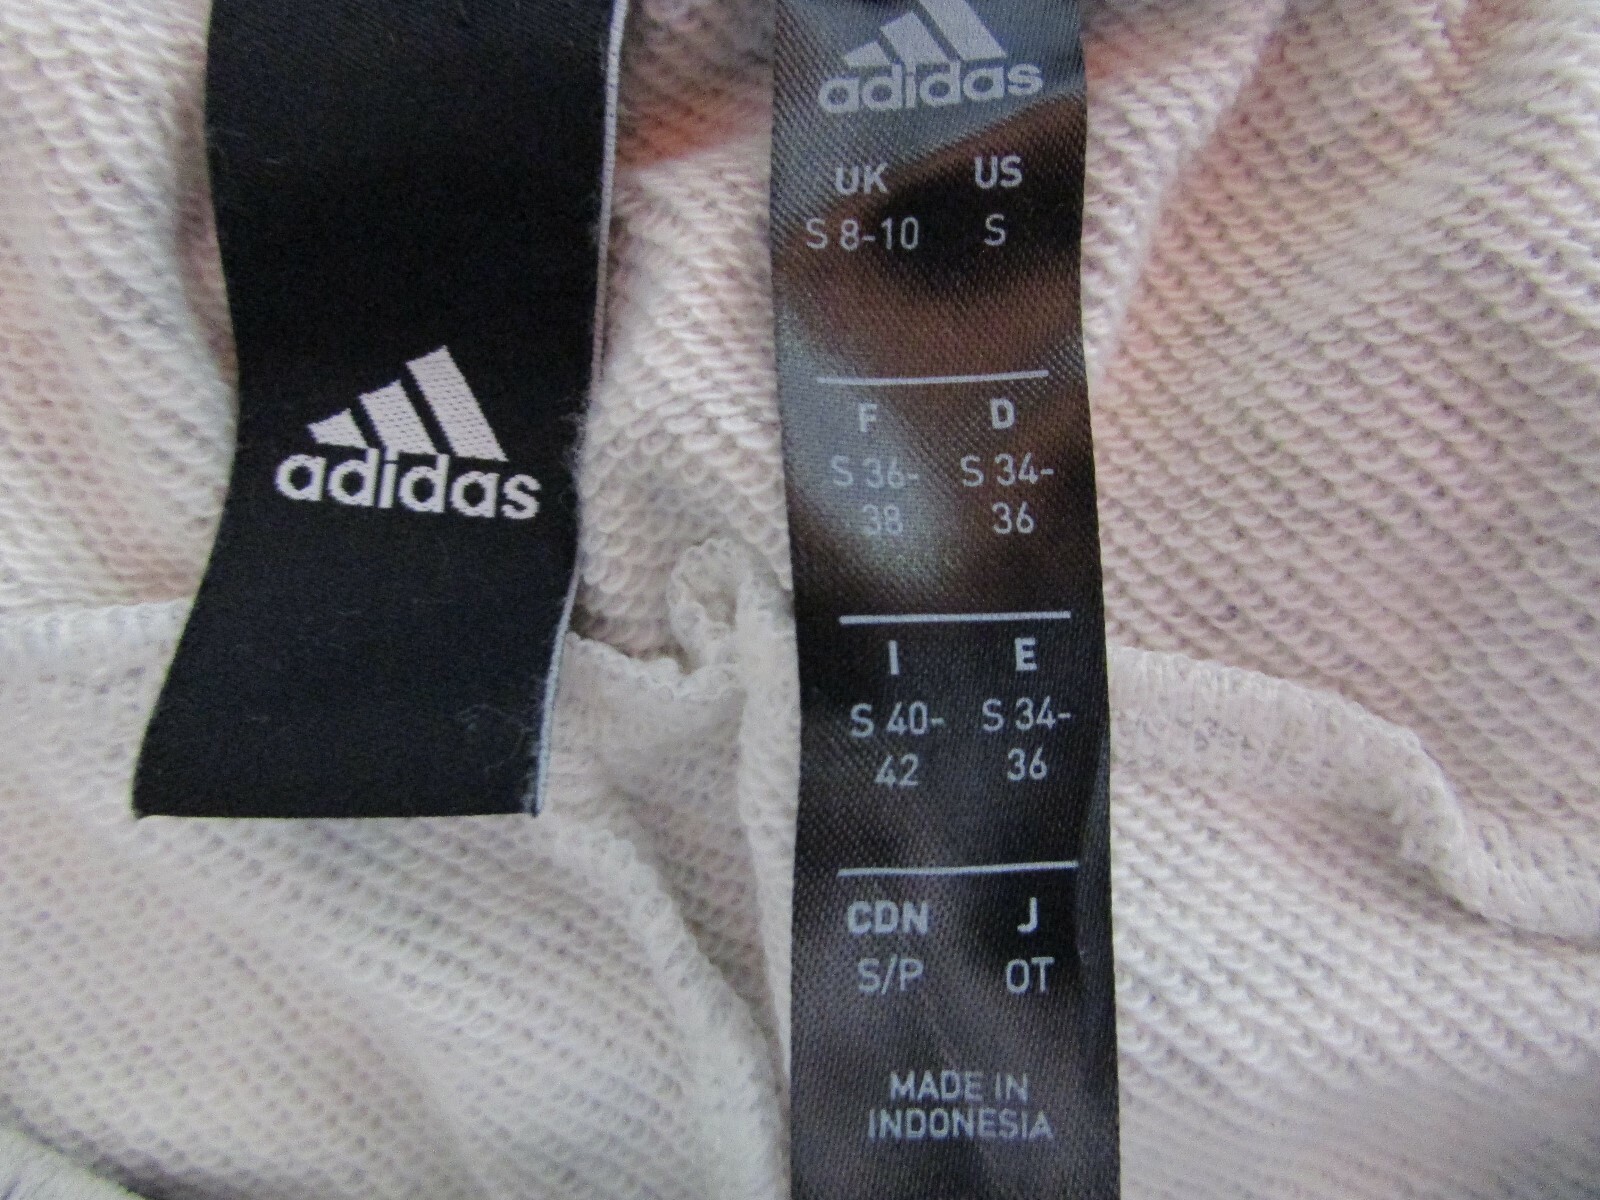 adidas
adidas
UK US
S 8-10 S
F D
S 36- S 34-
38 36
I E
S 40- S 34-
42 36
CDN J
S/P OT
MADE IN
INDONESIA